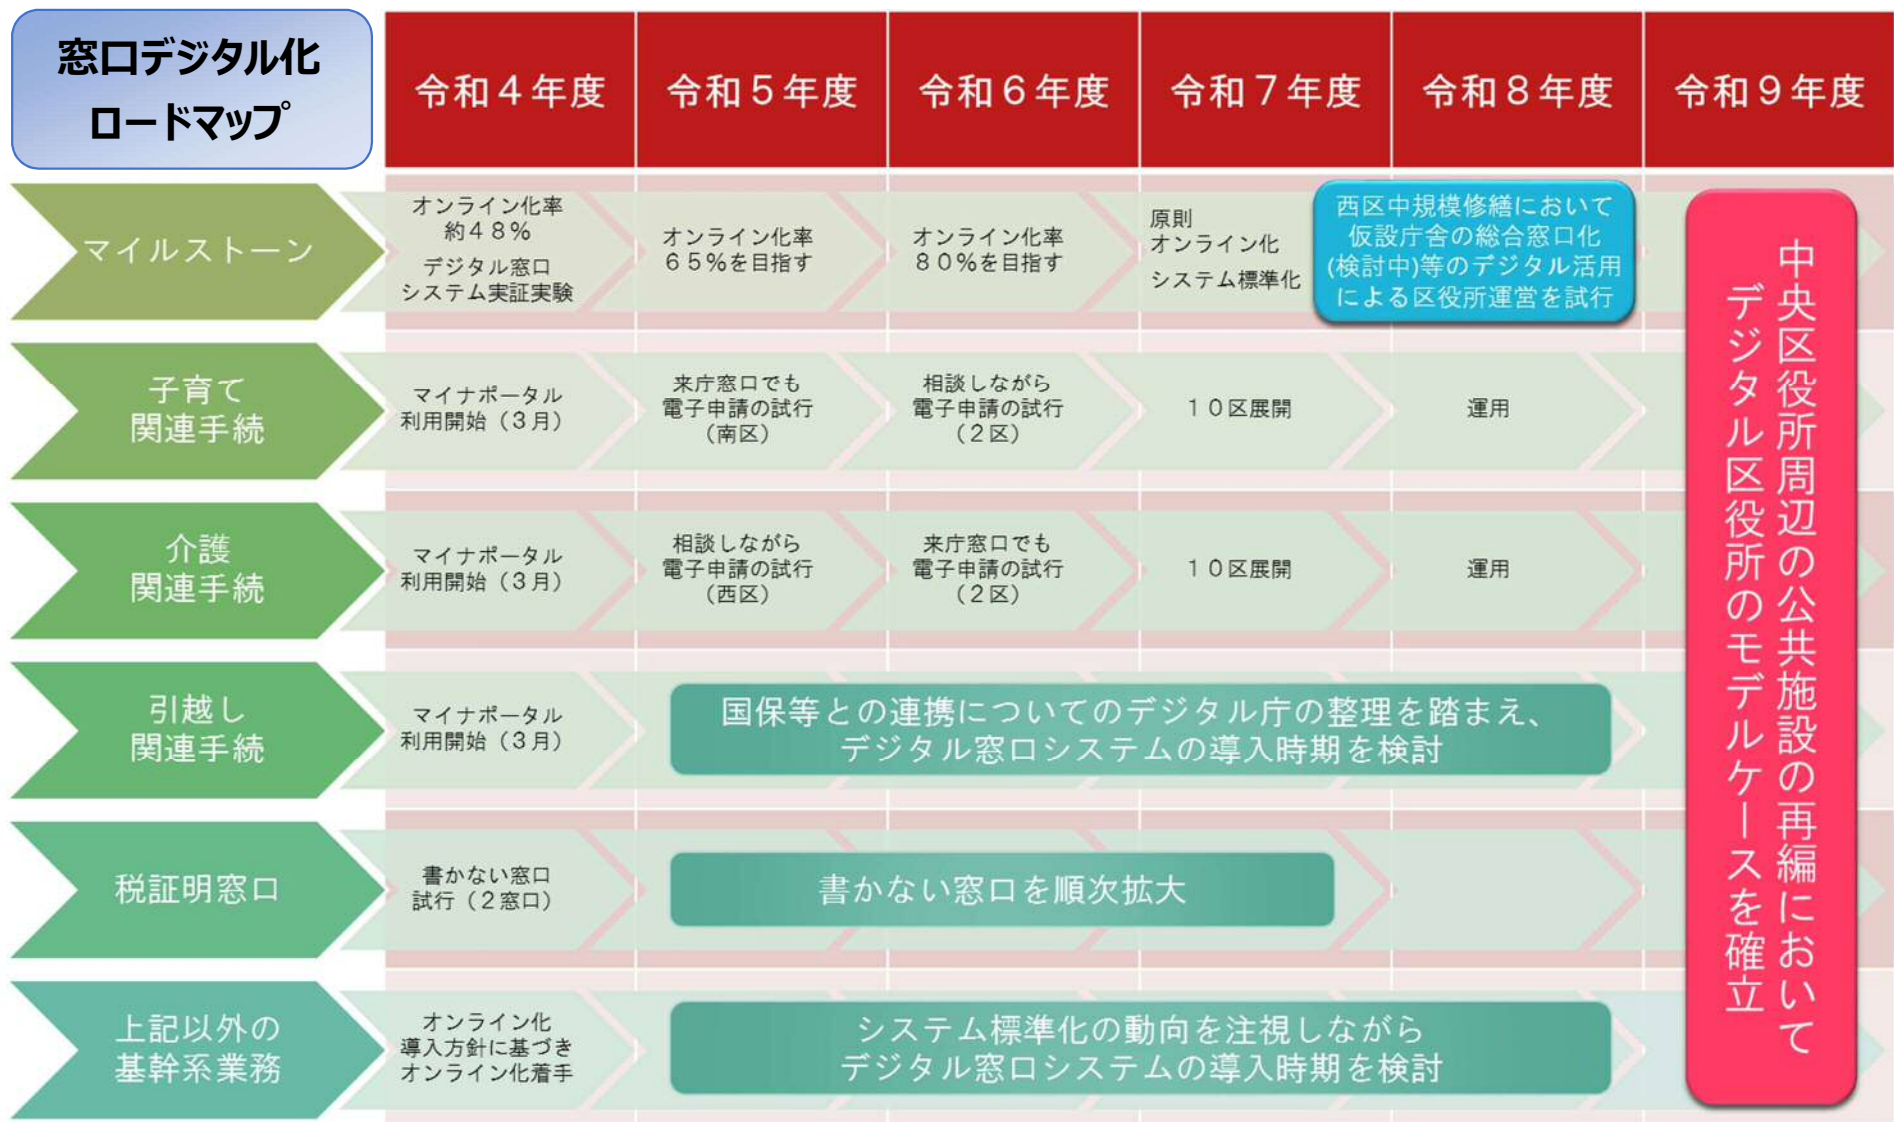 窓口デジタル化
ロードマップ
令和４年度
令和５年度
令和６年度
令和７年度
令和８年度
令和９年度
マイルストーン
オンライン化率
約４８％
デジタル窓口
システム実証実験
オンライン化率
６５％を目指す
オンライン化率
８０％を目指す
原則
オンライン化
システム標準化
西区中規模修繕において
仮設庁舎の総合窓口化
(検討中)等のデジタル活用
による区役所運営を試行
子育て
関連手続
マイナポータル
利用開始（３月）
来庁窓口でも
電子申請の試行
（南区）
相談しながら
電子申請の試行
（２区）
１０区展開
運用
介護
関連手続
マイナポータル
利用開始（３月）
相談しながら
電子申請の試行
（西区）
来庁窓口でも
電子申請の試行
（２区）
１０区展開
運用
引越し
関連手続
マイナポータル
利用開始（３月）
国保等との連携についてのデジタル庁の整理を踏まえ、
デジタル窓口システムの導入時期を検討
税証明窓口
書かない窓口
試行（２窓口）
書かない窓口を順次拡大
上記以外の
基幹系業務
オンライン化
導入方針に基づき
オンライン化着手
システム標準化の動向を注視しながら
デジタル窓口システムの導入時期を検討
中央区役所周辺の公共施設の再編において
デジタル区役所のモデルケースを確立